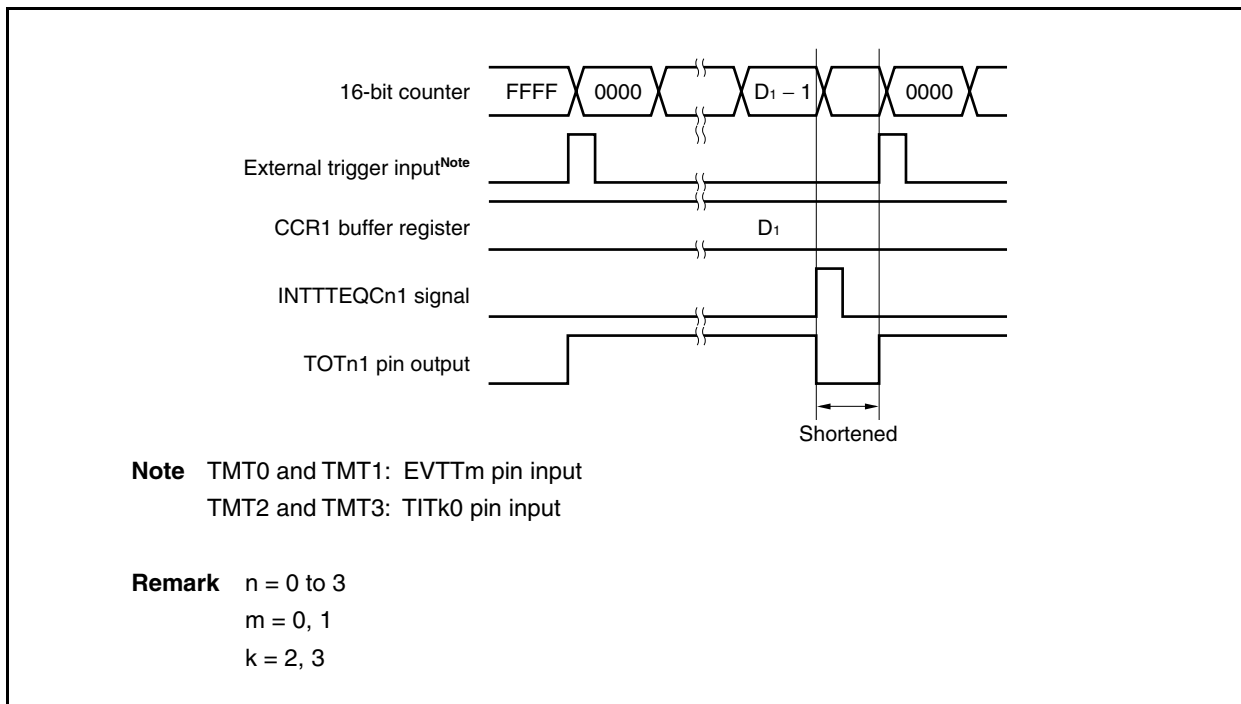 16-bit counter FFFF 0000 D1 − 1 0000
External trigger inputNote
CCR1 buffer register D1
INTTTEQCn1 signal
TOTn1 pin output
Shortened
Note TMT0 and TMT1: EVTTm pin input
TMT2 and TMT3: TITk0 pin input
Remark n = 0 to 3
m = 0, 1
k = 2, 3